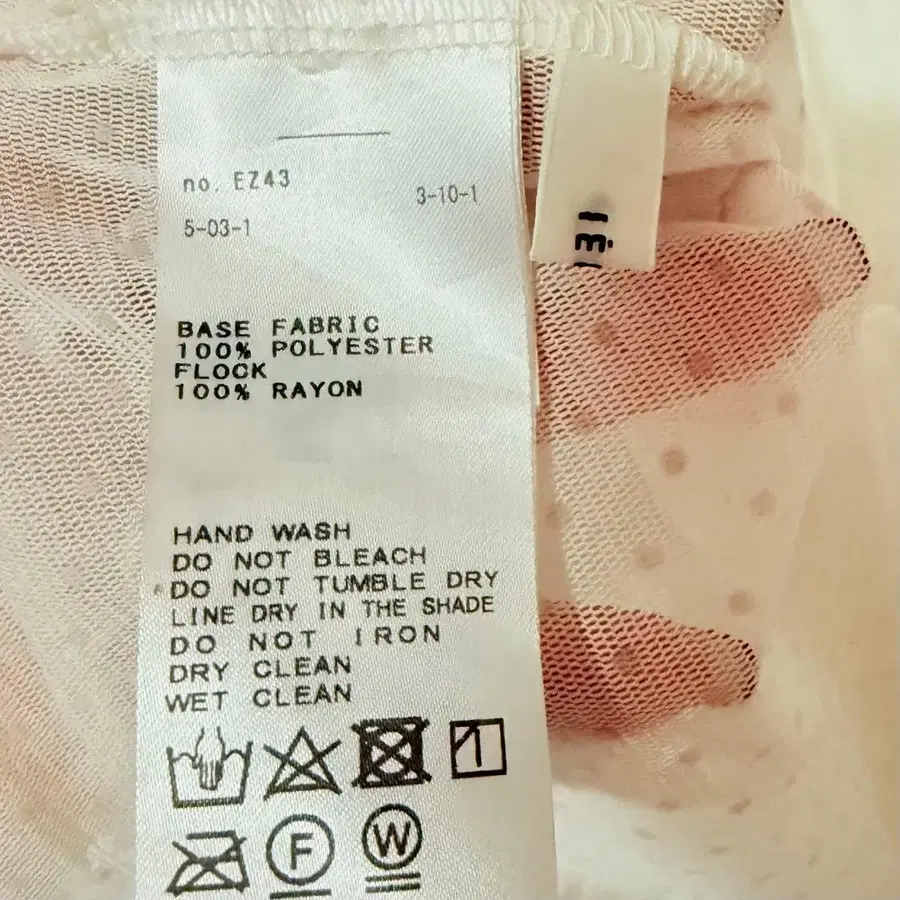 no. EZ43
3-10-1
5-03-1
BASE FABRIC
100% POLYESTER
FLOCK
100% RAYON
HAND WASH
DO NOT BLEACH
DO NOT TUMBLE DRY
LINE DRY IN THE SHADE
DO NOT IRON
DRY CLEAN
WET CLEAN
F
W